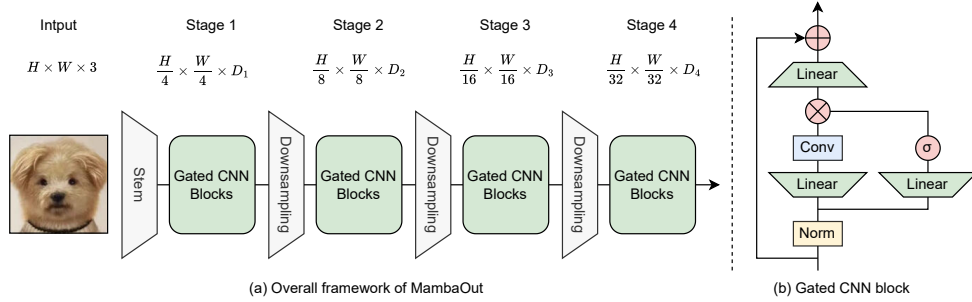 Intput
H × W × 3
Stage 1
H/4 × W/4 × D₁
Stage 2
H/8 × W/8 × D₂
Stage 3
H/16 × W/16 × D₃
Stage 4
H/32 × W/32 × D₄
Stem
Gated CNN
Blocks
Downsampling
Gated CNN
Blocks
Downsampling
Gated CNN
Blocks
Downsampling
Gated CNN
Blocks
(a) Overall framework of MambaOut
Linear
Conv
σ
Linear
Linear
Norm
(b) Gated CNN block